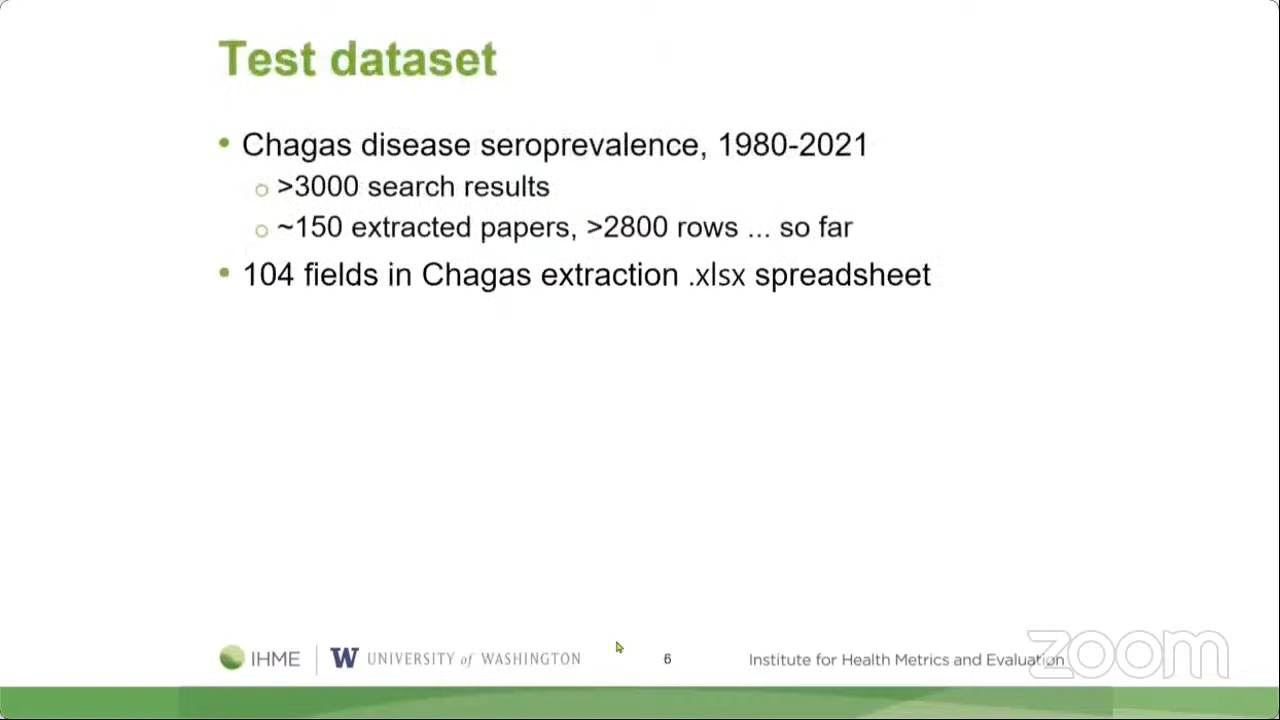 Test dataset
• Chagas disease seroprevalence, 1980-2021
○ >3000 search results
○ ~150 extracted papers, >2800 rows ... so far
• 104 fields in Chagas extraction .xlsx spreadsheet
IHME | W UNIVERSITY of WASHINGTON 6 Institute for Health Metrics and Evaluation
zoom